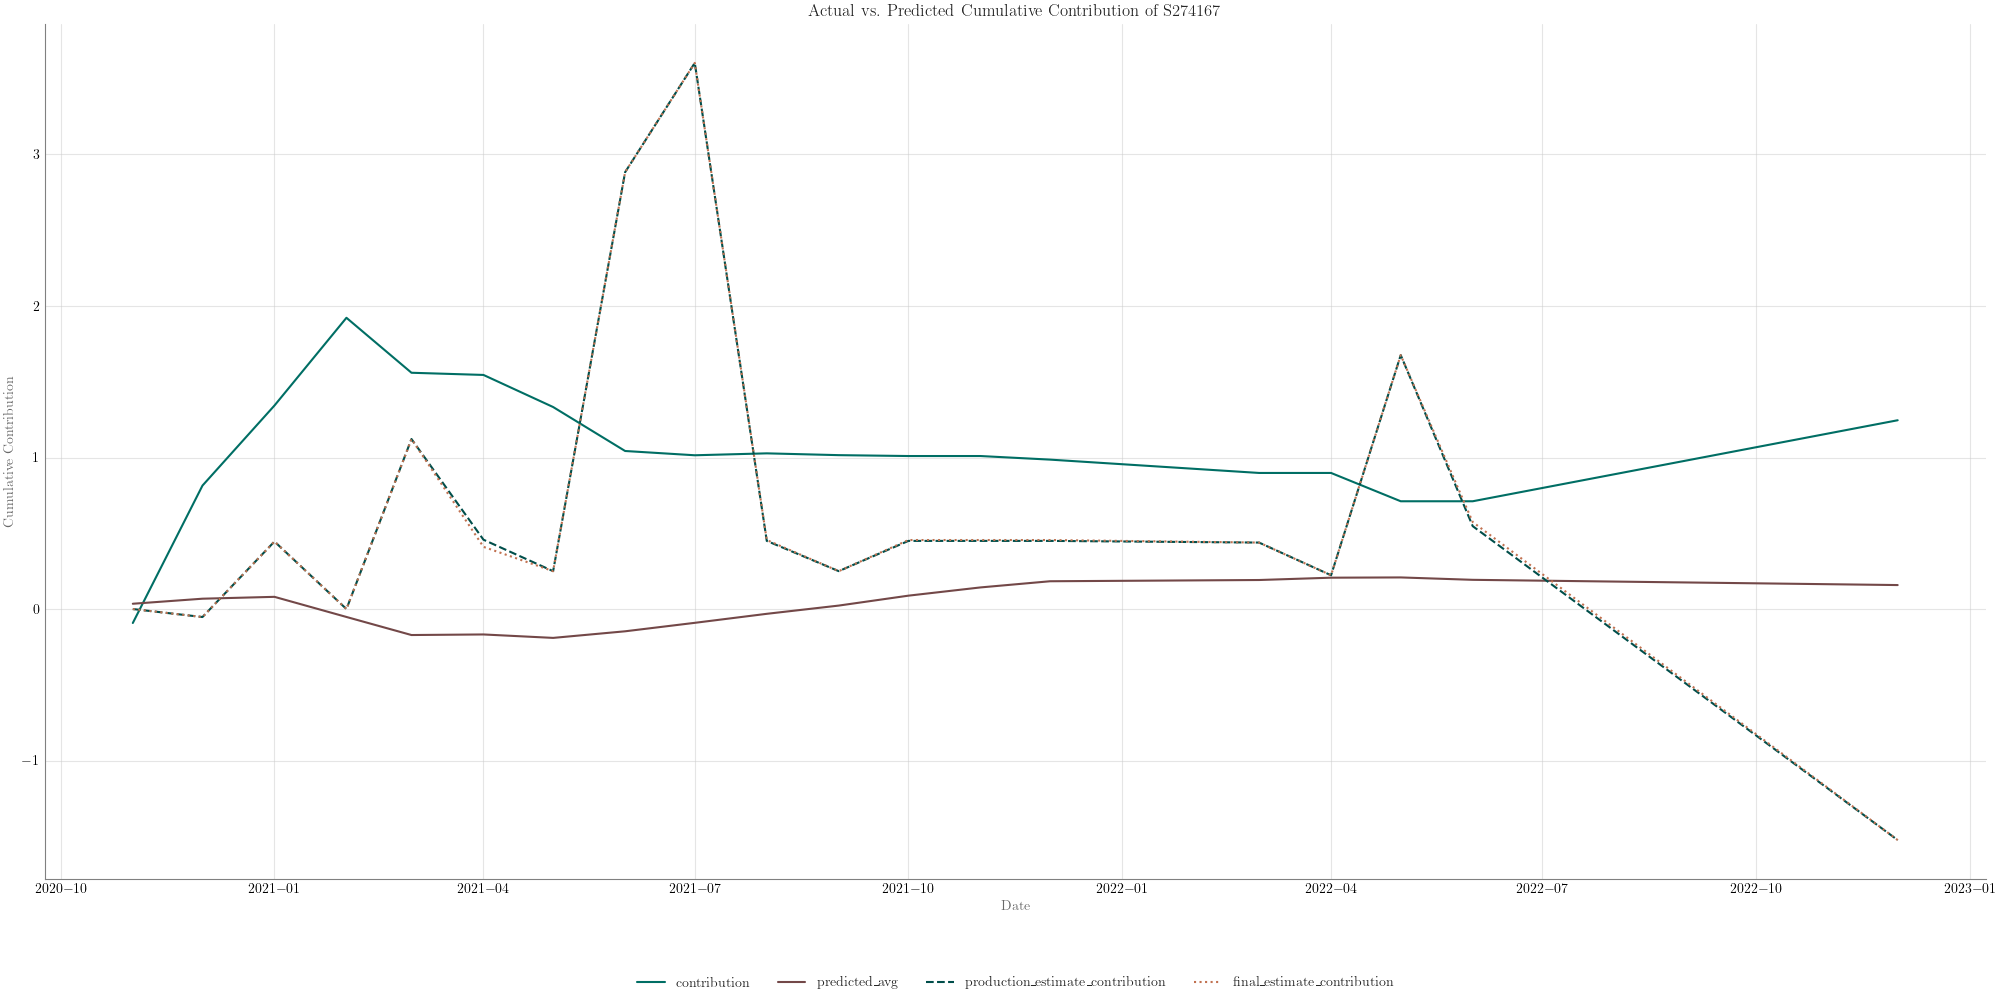 Actual vs. Predicted Cumulative Contribution of S274167
Cumulative Contribution
3
2
1
0
−1
2020−10 2021−01 2021−04 2021−07 2021−10 2022−01 2022−04 2022−07 2022−10 2023−01
Date
contribution predicted_avg production_estimate_contribution final_estimate_contribution